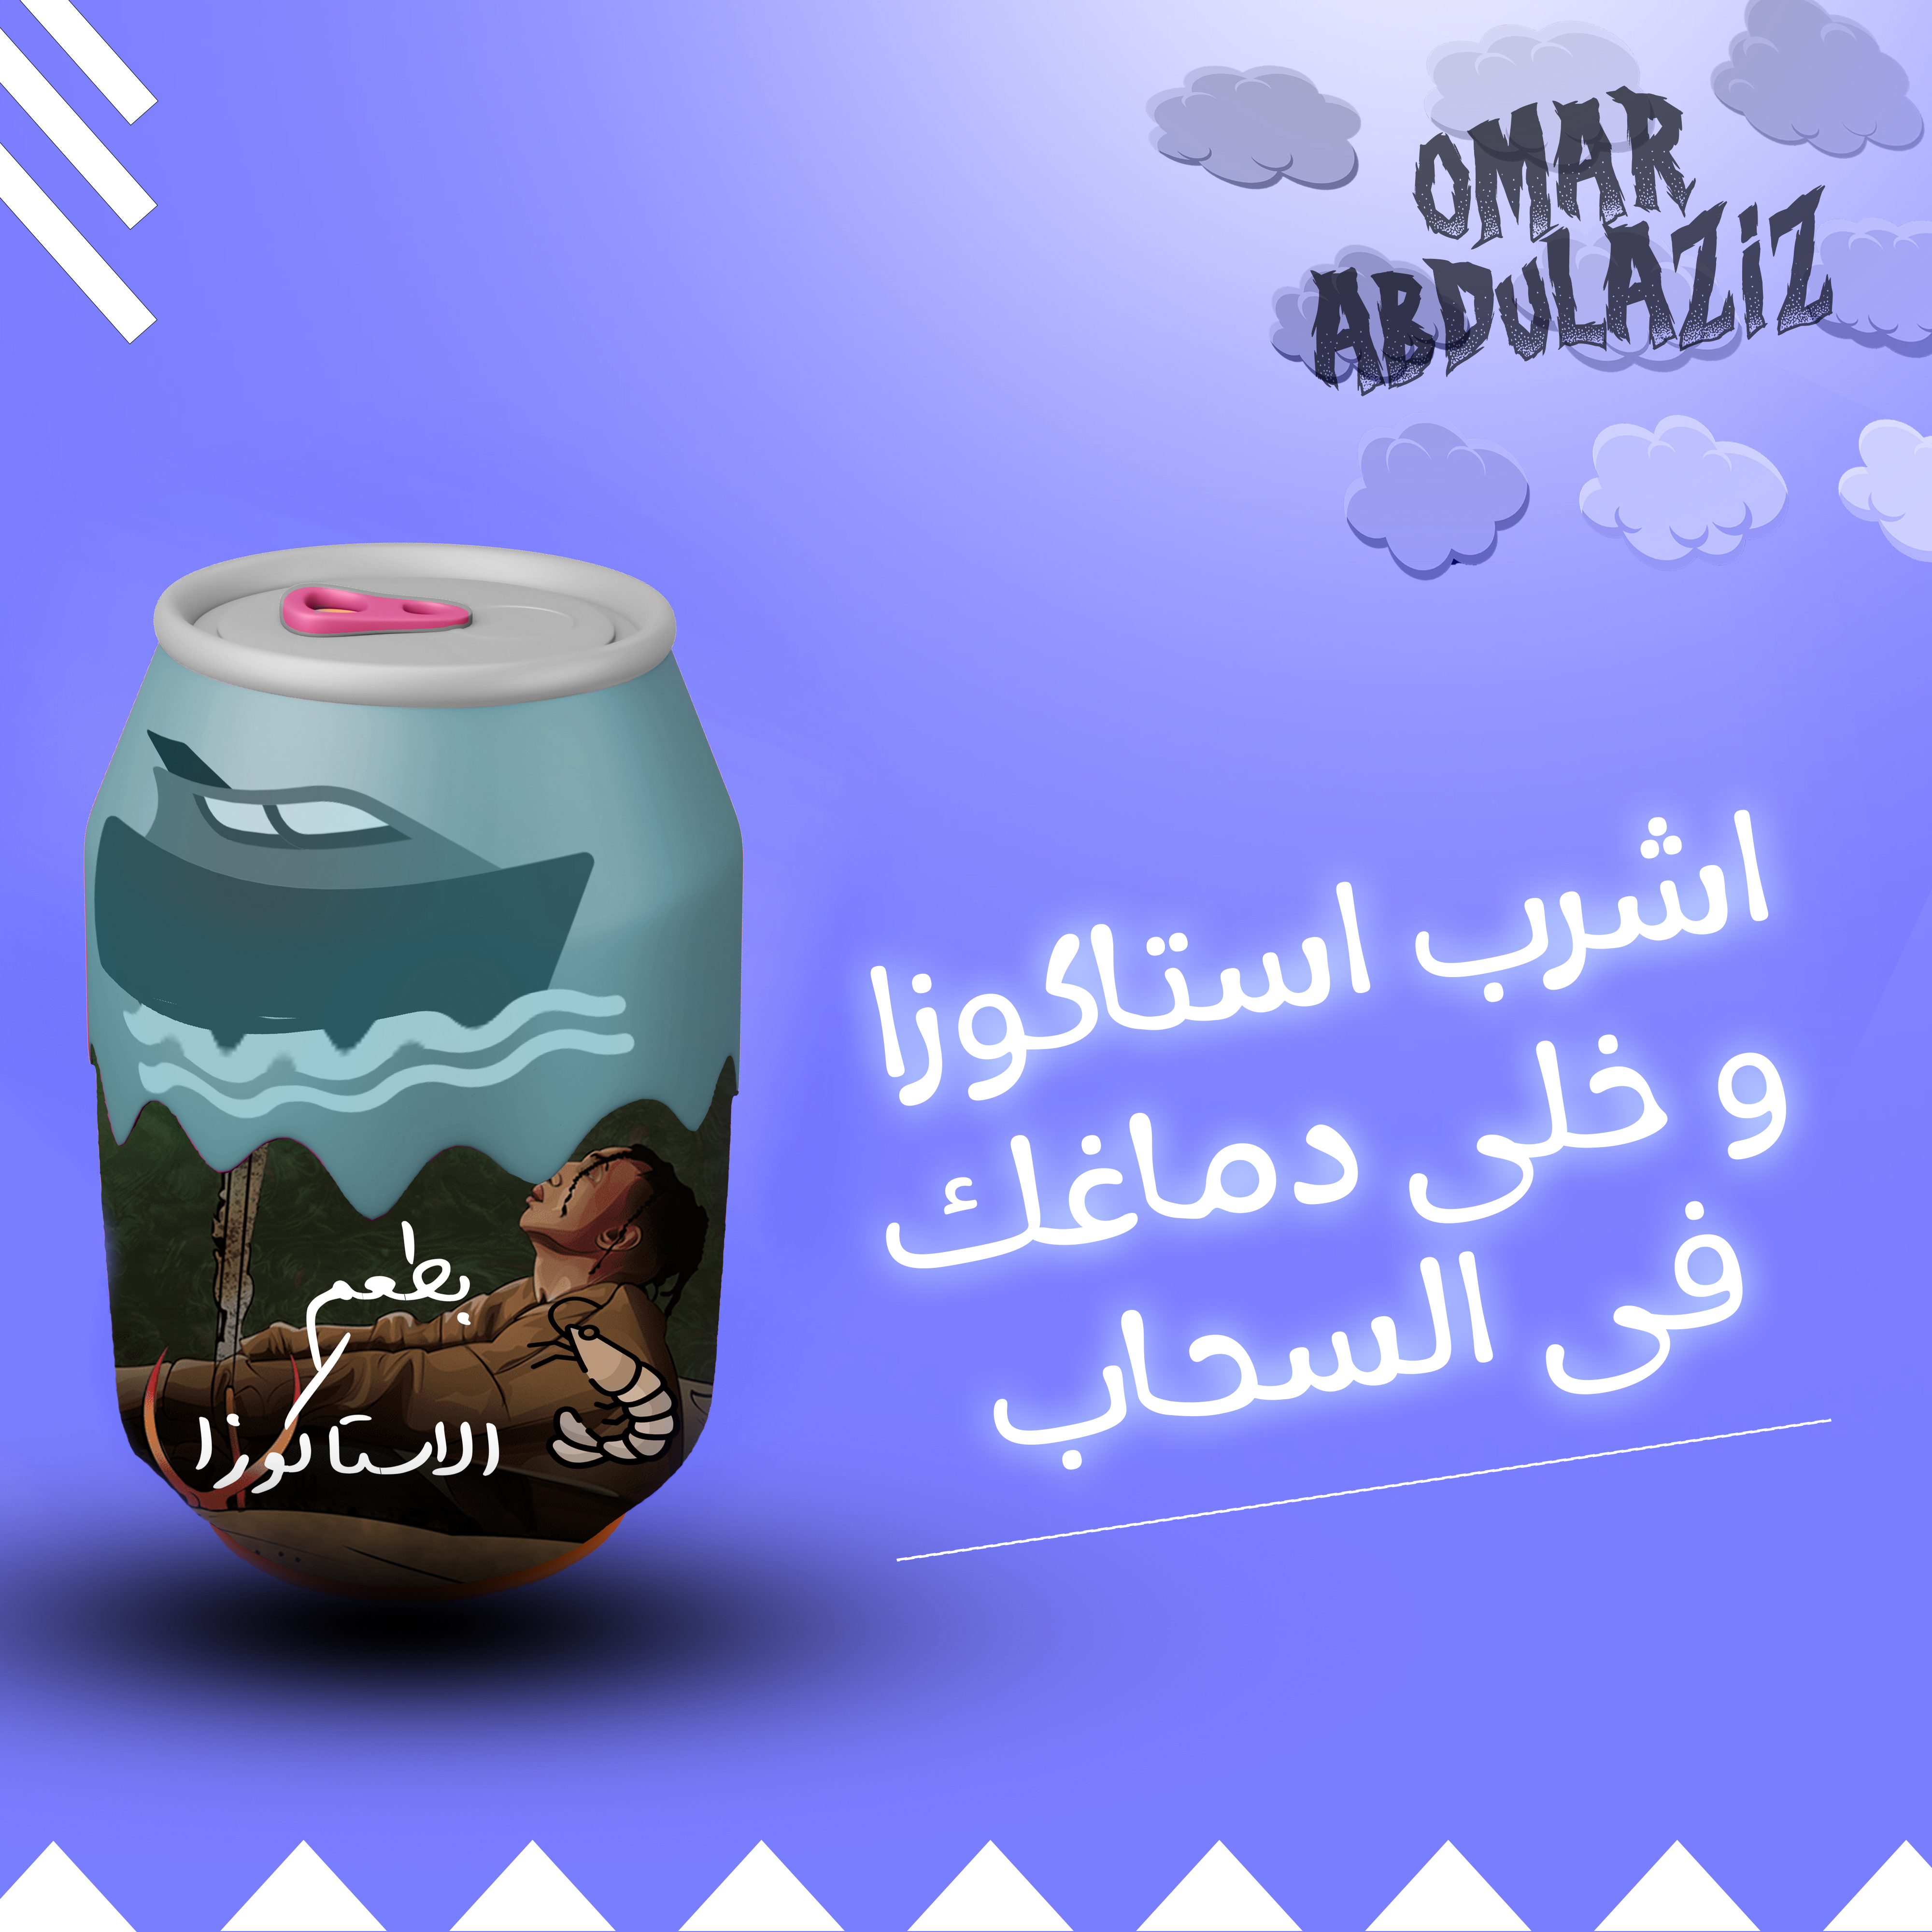 OMAR
ABDULAZIZ
اشرب استاكوزا
و خلى دماغك
فى السحاب
بطعم
الاستاكوزا